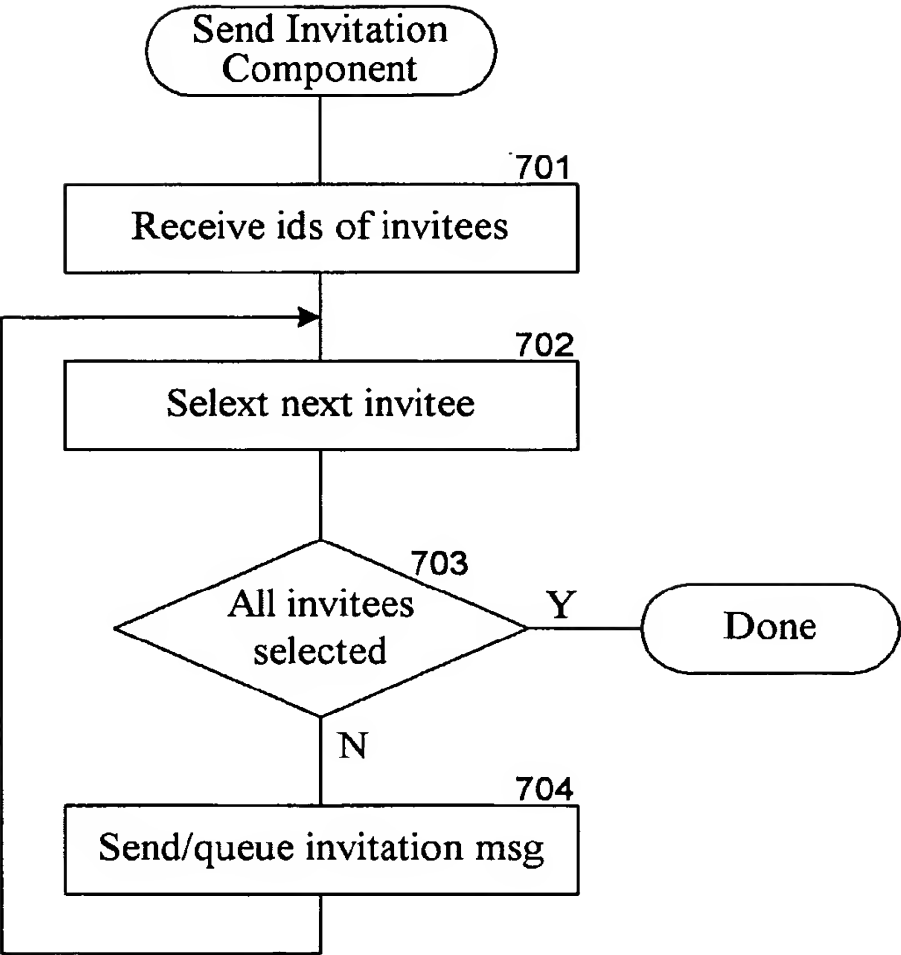 Send Invitation
Component
701
Receive ids of invitees
702
Selext next invitee
703
All invitees
selected
Y
Done
N
704
Send/queue invitation msg